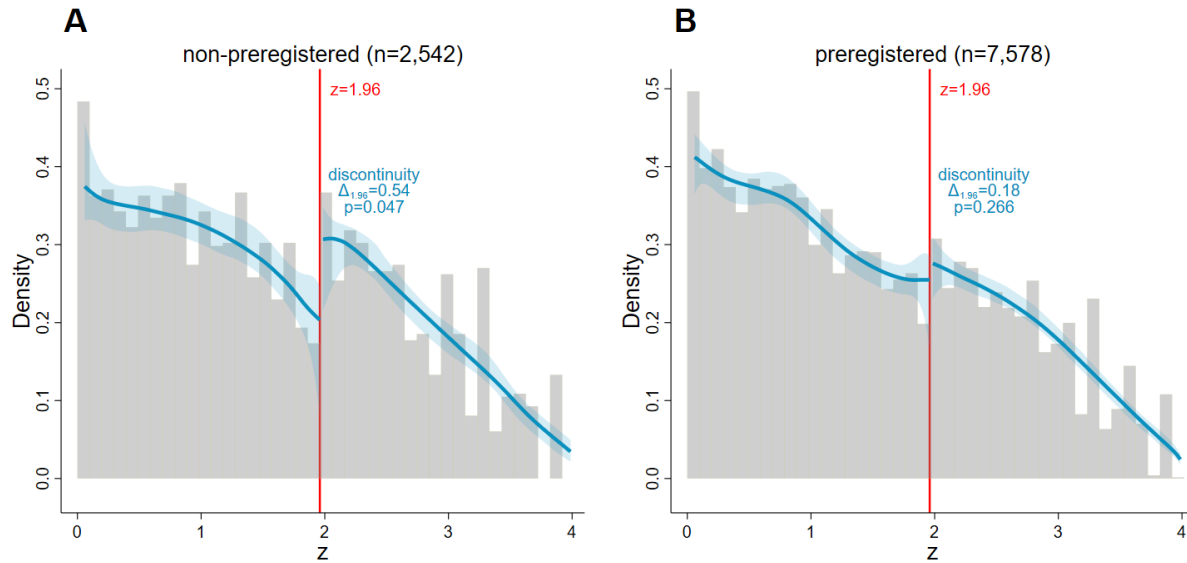 A
non-preregistered (n=2,542)
0.5
0.4
0.3
0.2
0.1
0.0
Density
z=1.96
discontinuity
Δ1.96=0.54
p=0.047
0 1 2 3 4
z
B
preregistered (n=7,578)
0.5
0.4
0.3
0.2
0.1
0.0
Density
z=1.96
discontinuity
Δ1.96=0.18
p=0.266
0 1 2 3 4
z